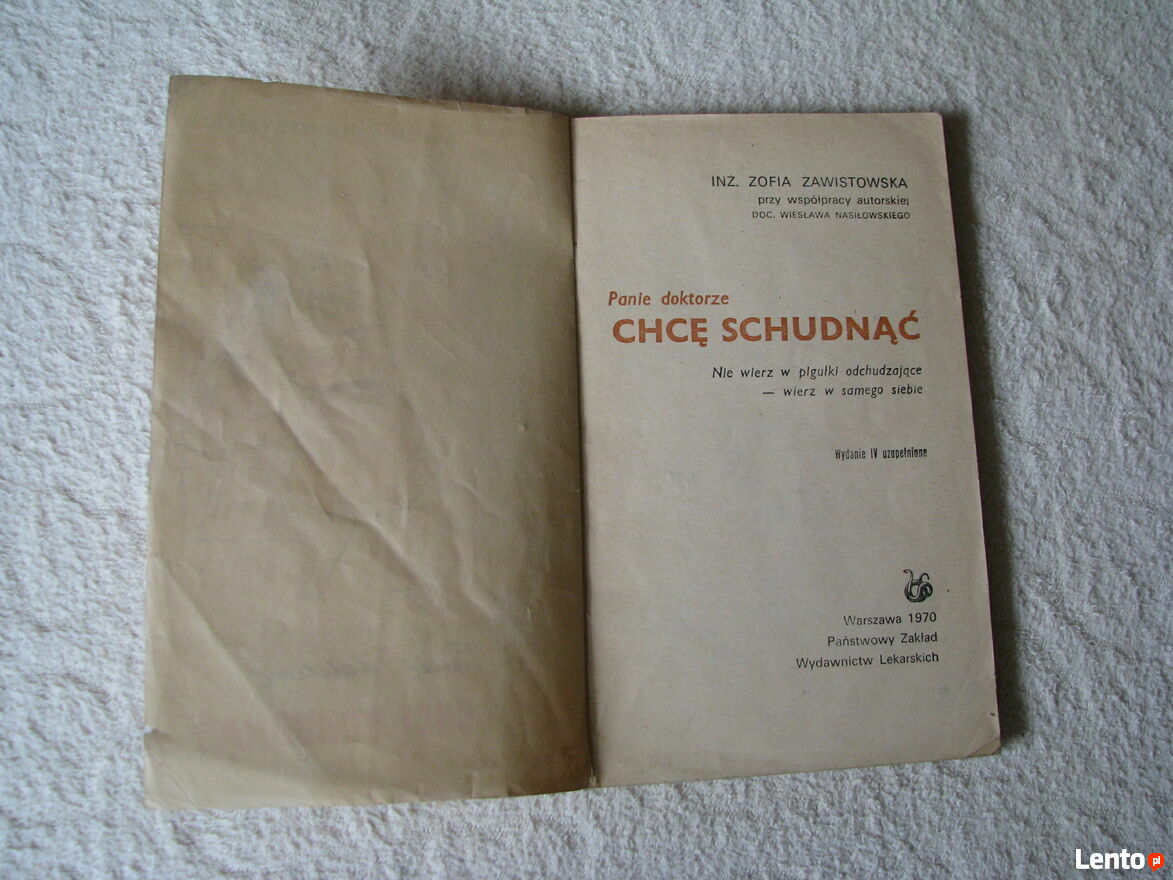 INŻ. ZOFIA ZAWISTOWSKA
przy współpracy autorskiej
DOC. WIESŁAWA NASIŁOWSKIEGO
Panie doktorze
CHCĘ SCHUDNĄĆ
Nie wierz w pigułki odchudzające
— wierz w samego siebie
Wydanie IV uzupełnione
Warszawa 1970
Państwowy Zakład
Wydawnictw Lekarskich
Lento.pl